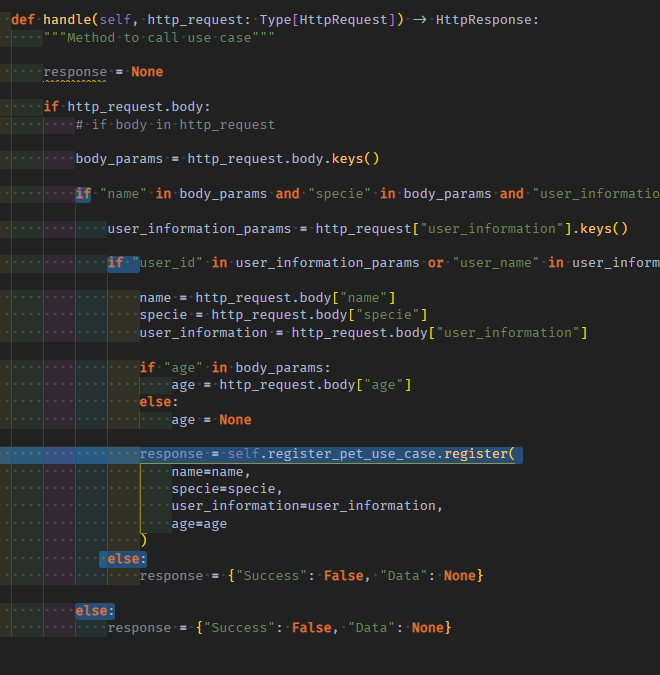 def handle(self, http_request: Type[HttpRequest]) -> HttpResponse:
"""Method to call use case"""
response = None
if http_request.body:
# if body in http_request
body_params = http_request.body.keys()
if "name" in body_params and "specie" in body_params and "user_informatio
user_information_params = http_request["user_information"].keys()
if "user_id" in user_information_params or "user_name" in user_inform
name = http_request.body["name"]
specie = http_request.body["specie"]
user_information = http_request.body["user_information"]
if "age" in body_params:
age = http_request.body["age"]
else:
age = None
response = self.register_pet_use_case.register(
name=name,
specie=specie,
user_information=user_information,
age=age
)
else:
response = {"Success": False, "Data": None}
else:
response = {"Success": False, "Data": None}